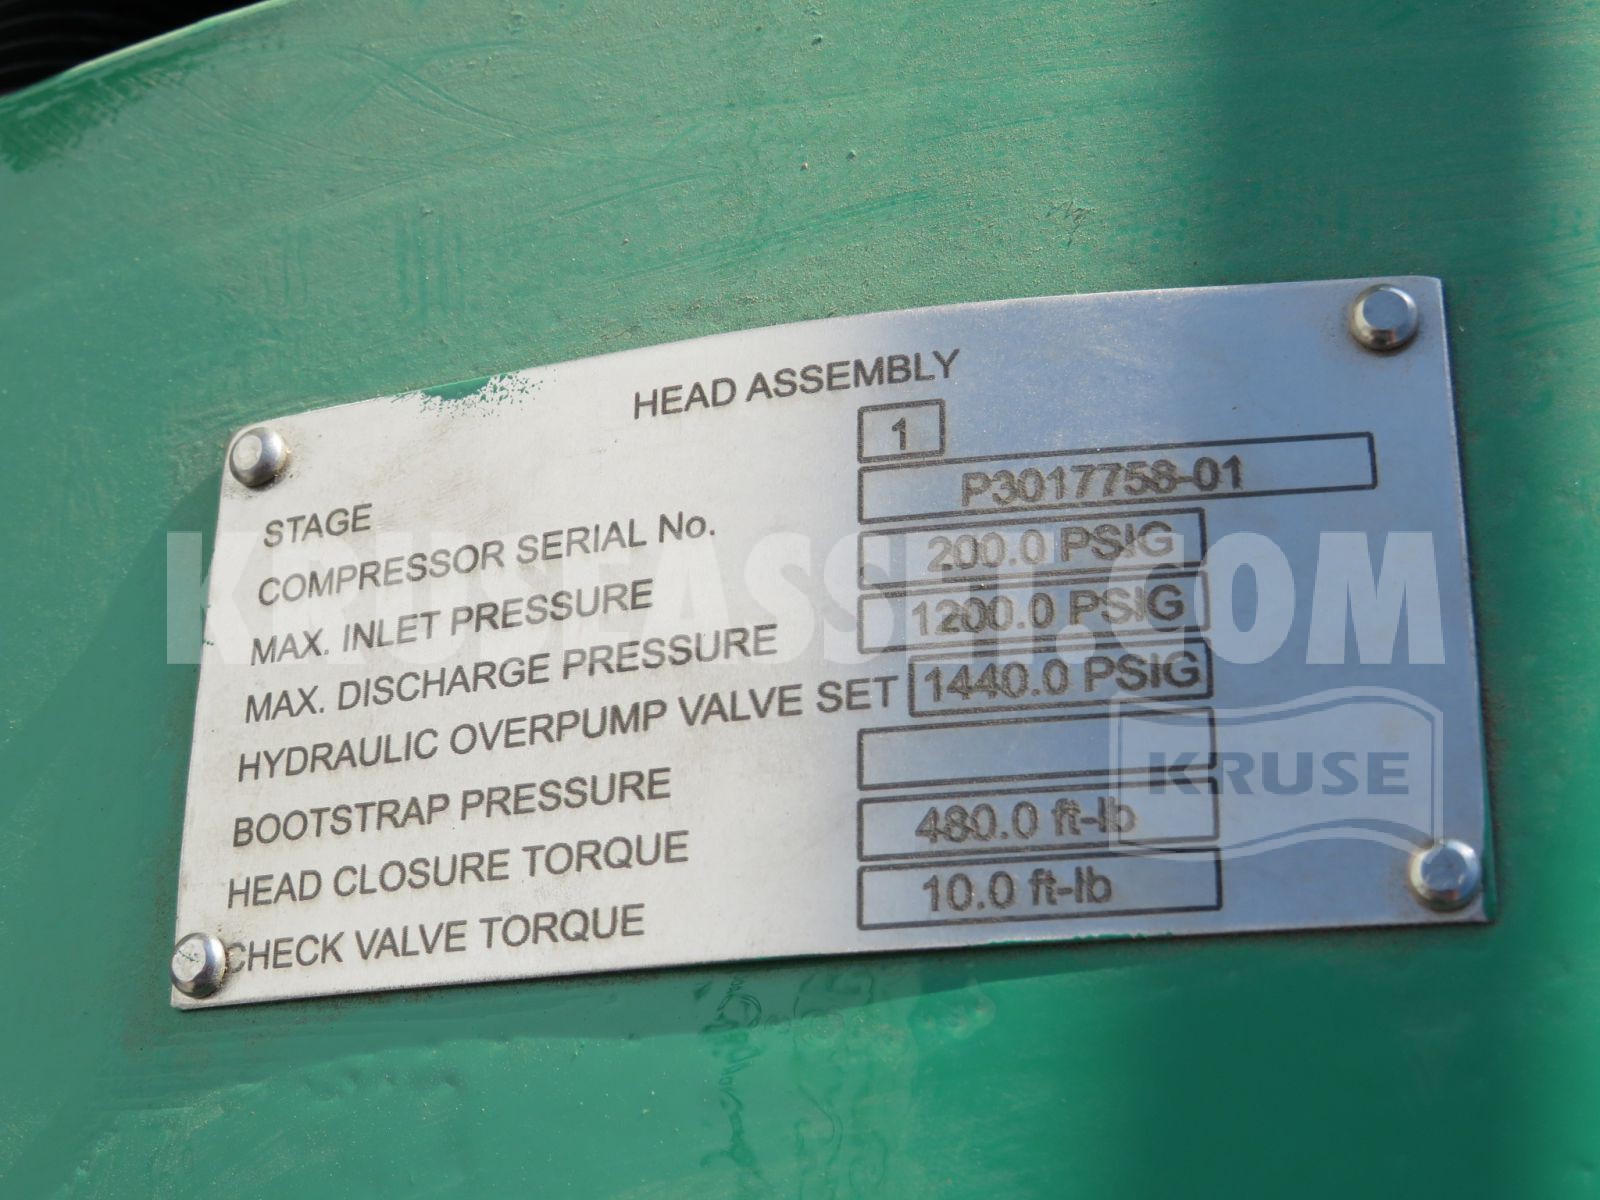 HEAD ASSEMBLY
STAGE 1
COMPRESSOR SERIAL No. P3017758-01
MAX. INLET PRESSURE 200.0 PSIG
MAX. DISCHARGE PRESSURE 1200.0 PSIG
HYDRAULIC OVERPUMP VALVE SET 1440.0 PSIG
BOOTSTRAP PRESSURE
HEAD CLOSURE TORQUE 480.0 ft-lb
CHECK VALVE TORQUE 10.0 ft-lb
KRUSEASSET.COM
KRUSE